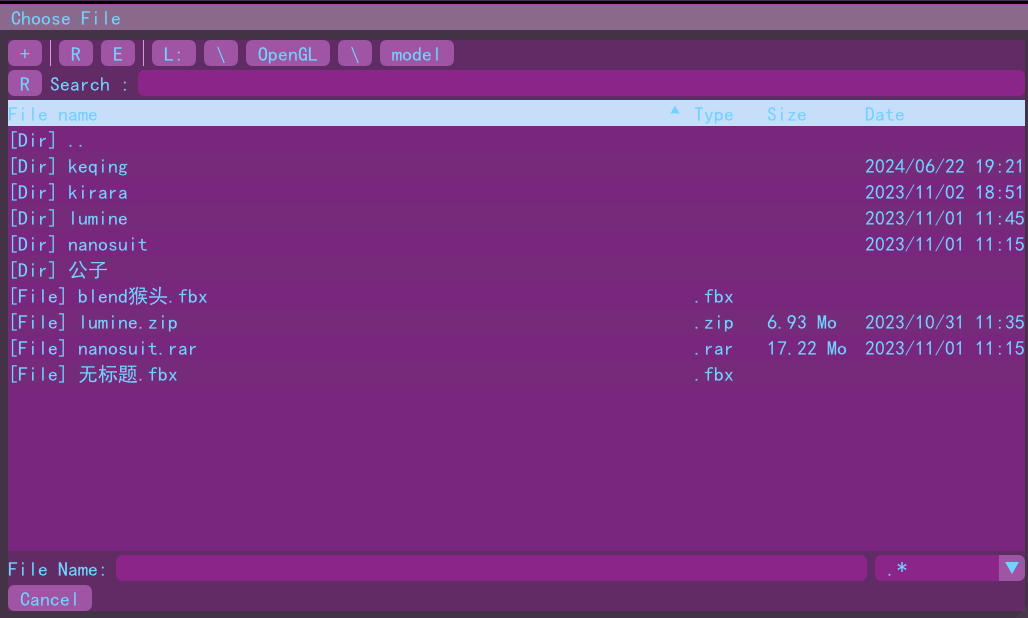 Choose File
+ | R E | L: \ OpenGL \ model
R Search :
File name ▲ Type Size Date
[Dir] ..
[Dir] keqing 2024/06/22 19:21
[Dir] kirara 2023/11/02 18:51
[Dir] lumine 2023/11/01 11:45
[Dir] nanosuit 2023/11/01 11:15
[Dir] 公子
[File] blend猴头.fbx .fbx
[File] lumine.zip .zip 6.93 Mo 2023/10/31 11:35
[File] nanosuit.rar .rar 17.22 Mo 2023/11/01 11:15
[File] 无标题.fbx .fbx
File Name: .* ▼
Cancel